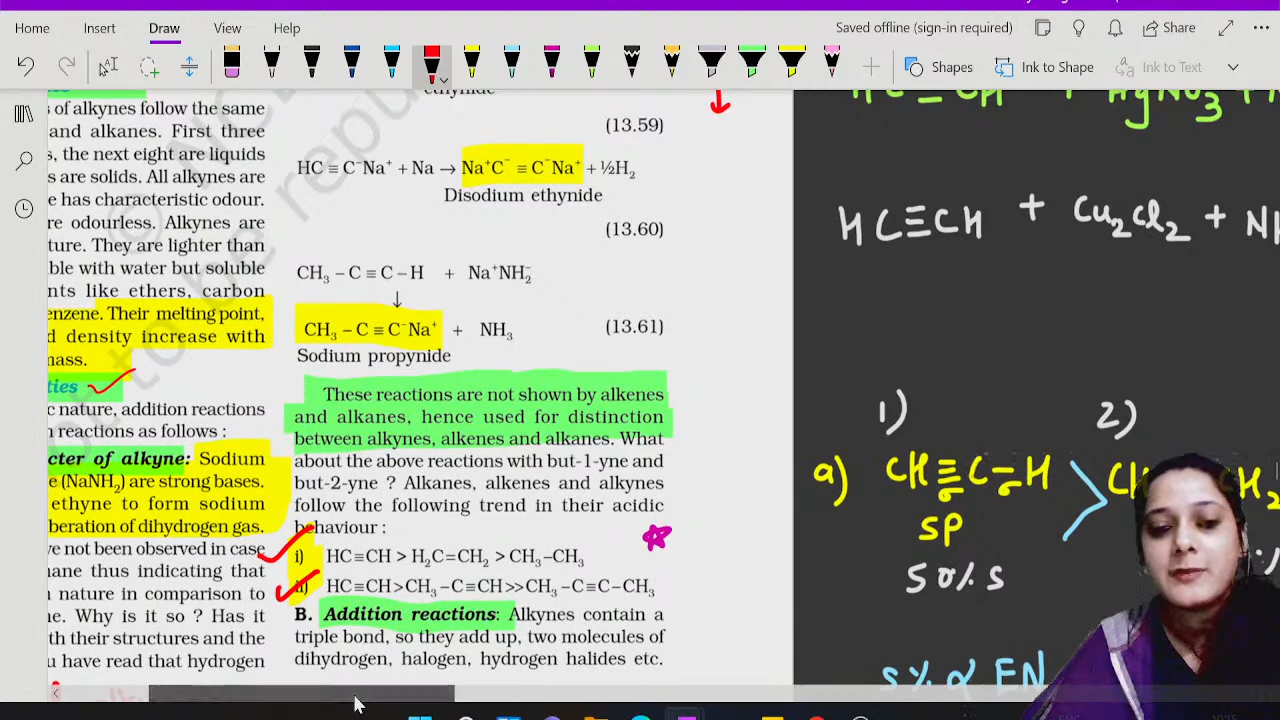 Home Insert Draw View Help
Saved offline (sign-in required)
Share
Shapes Ink to Shape Ink to Text
of alkynes follow the same
and alkanes. First three
, the next eight are liquids
s are solids. All alkynes are
e has characteristic odour.
re odourless. Alkynes are
ture. They are lighter than
ble with water but soluble
nts like ethers, carbon
enzene. Their melting point,
d density increase with
mass.
ties
c nature, addition reactions
n reactions as follows :
cter of alkyne: Sodium
e (NaNH₂) are strong bases.
ethyne to form sodium
beration of dihydrogen gas.
ve not been observed in case
ane thus indicating that
n nature in comparison to
ne. Why is it so ? Has it
th their structures and the
u have read that hydrogen
ethynide
(13.59)
HC ≡ C⁻Na⁺ + Na → Na⁺C⁻ ≡ C⁻Na⁺ + ½H₂
Disodium ethynide
(13.60)
CH₃ – C ≡ C – H + Na⁺NH₂⁻
↓
CH₃ – C ≡ C⁻Na⁺ + NH₃ (13.61)
Sodium propynide
These reactions are not shown by alkenes
and alkanes, hence used for distinction
between alkynes, alkenes and alkanes. What
about the above reactions with but-1-yne and
but-2-yne ? Alkanes, alkenes and alkynes
follow the following trend in their acidic
behaviour :
i) HC≡CH > H₂C=CH₂ > CH₃–CH₃
ii) HC≡CH>CH₃ –C≡CH>>CH₃ –C≡C–CH₃
B. Addition reactions: Alkynes contain a
triple bond, so they add up, two molecules of
dihydrogen, halogen, hydrogen halides etc.
HC≡CH + Cu₂Cl₂ + NH
1) 2)
a) CH≡C–H > CH H₂
SP
50% S
S% ∝ EN